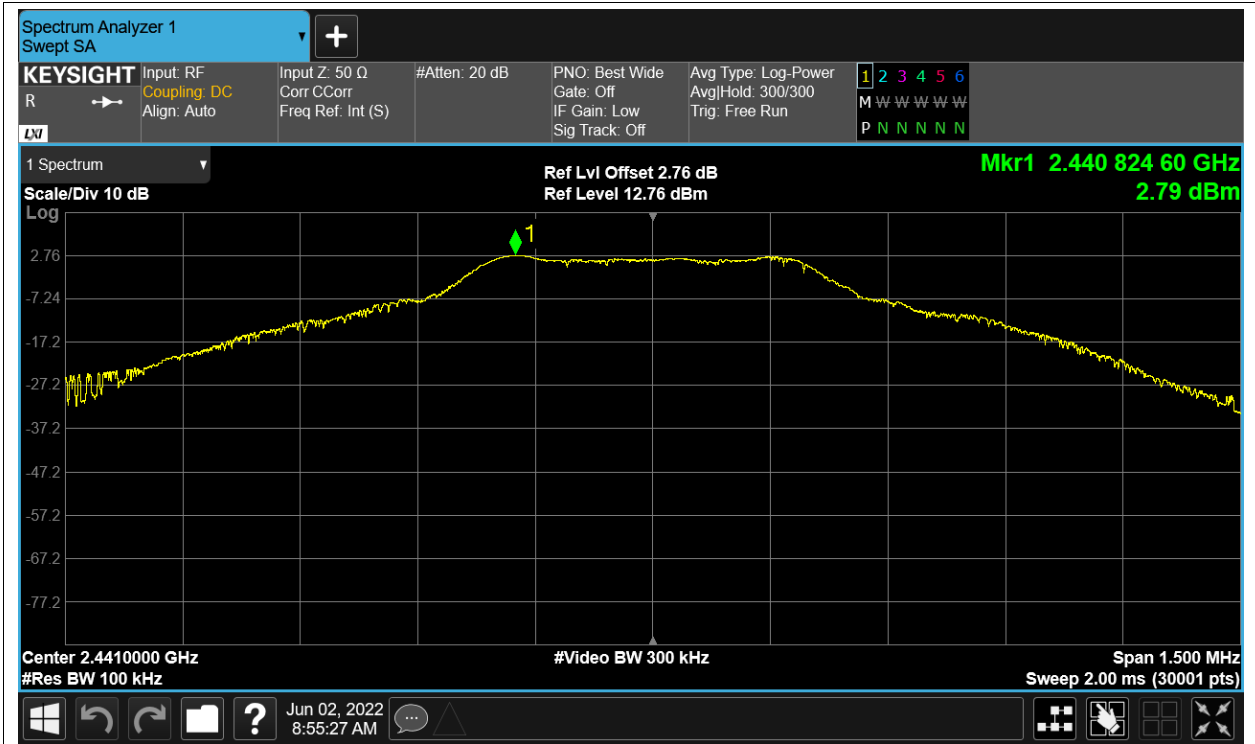 Spectrum Analyzer 1
Swept SA
KEYSIGHT
R
LXI
Input: RF
Coupling: DC
Align: Auto
Input Z: 50 Ω
Corr CCorr
Freq Ref: Int (S)
#Atten: 20 dB
PNO: Best Wide
Gate: Off
IF Gain: Low
Sig Track: Off
Avg Type: Log-Power
Avg|Hold: 300/300
Trig: Free Run
1 2 3 4 5 6
M W W W W W
P N N N N N
1 Spectrum
Scale/Div 10 dB
Log
Ref Lvl Offset 2.76 dB
Ref Level 12.76 dBm
Mkr1 2.440 824 60 GHz
2.79 dBm
1
2.76
-7.24
-17.2
-27.2
-37.2
-47.2
-57.2
-67.2
-77.2
Center 2.4410000 GHz
#Res BW 100 kHz
#Video BW 300 kHz
Span 1.500 MHz
Sweep 2.00 ms (30001 pts)
?
Jun 02, 2022
8:55:27 AM